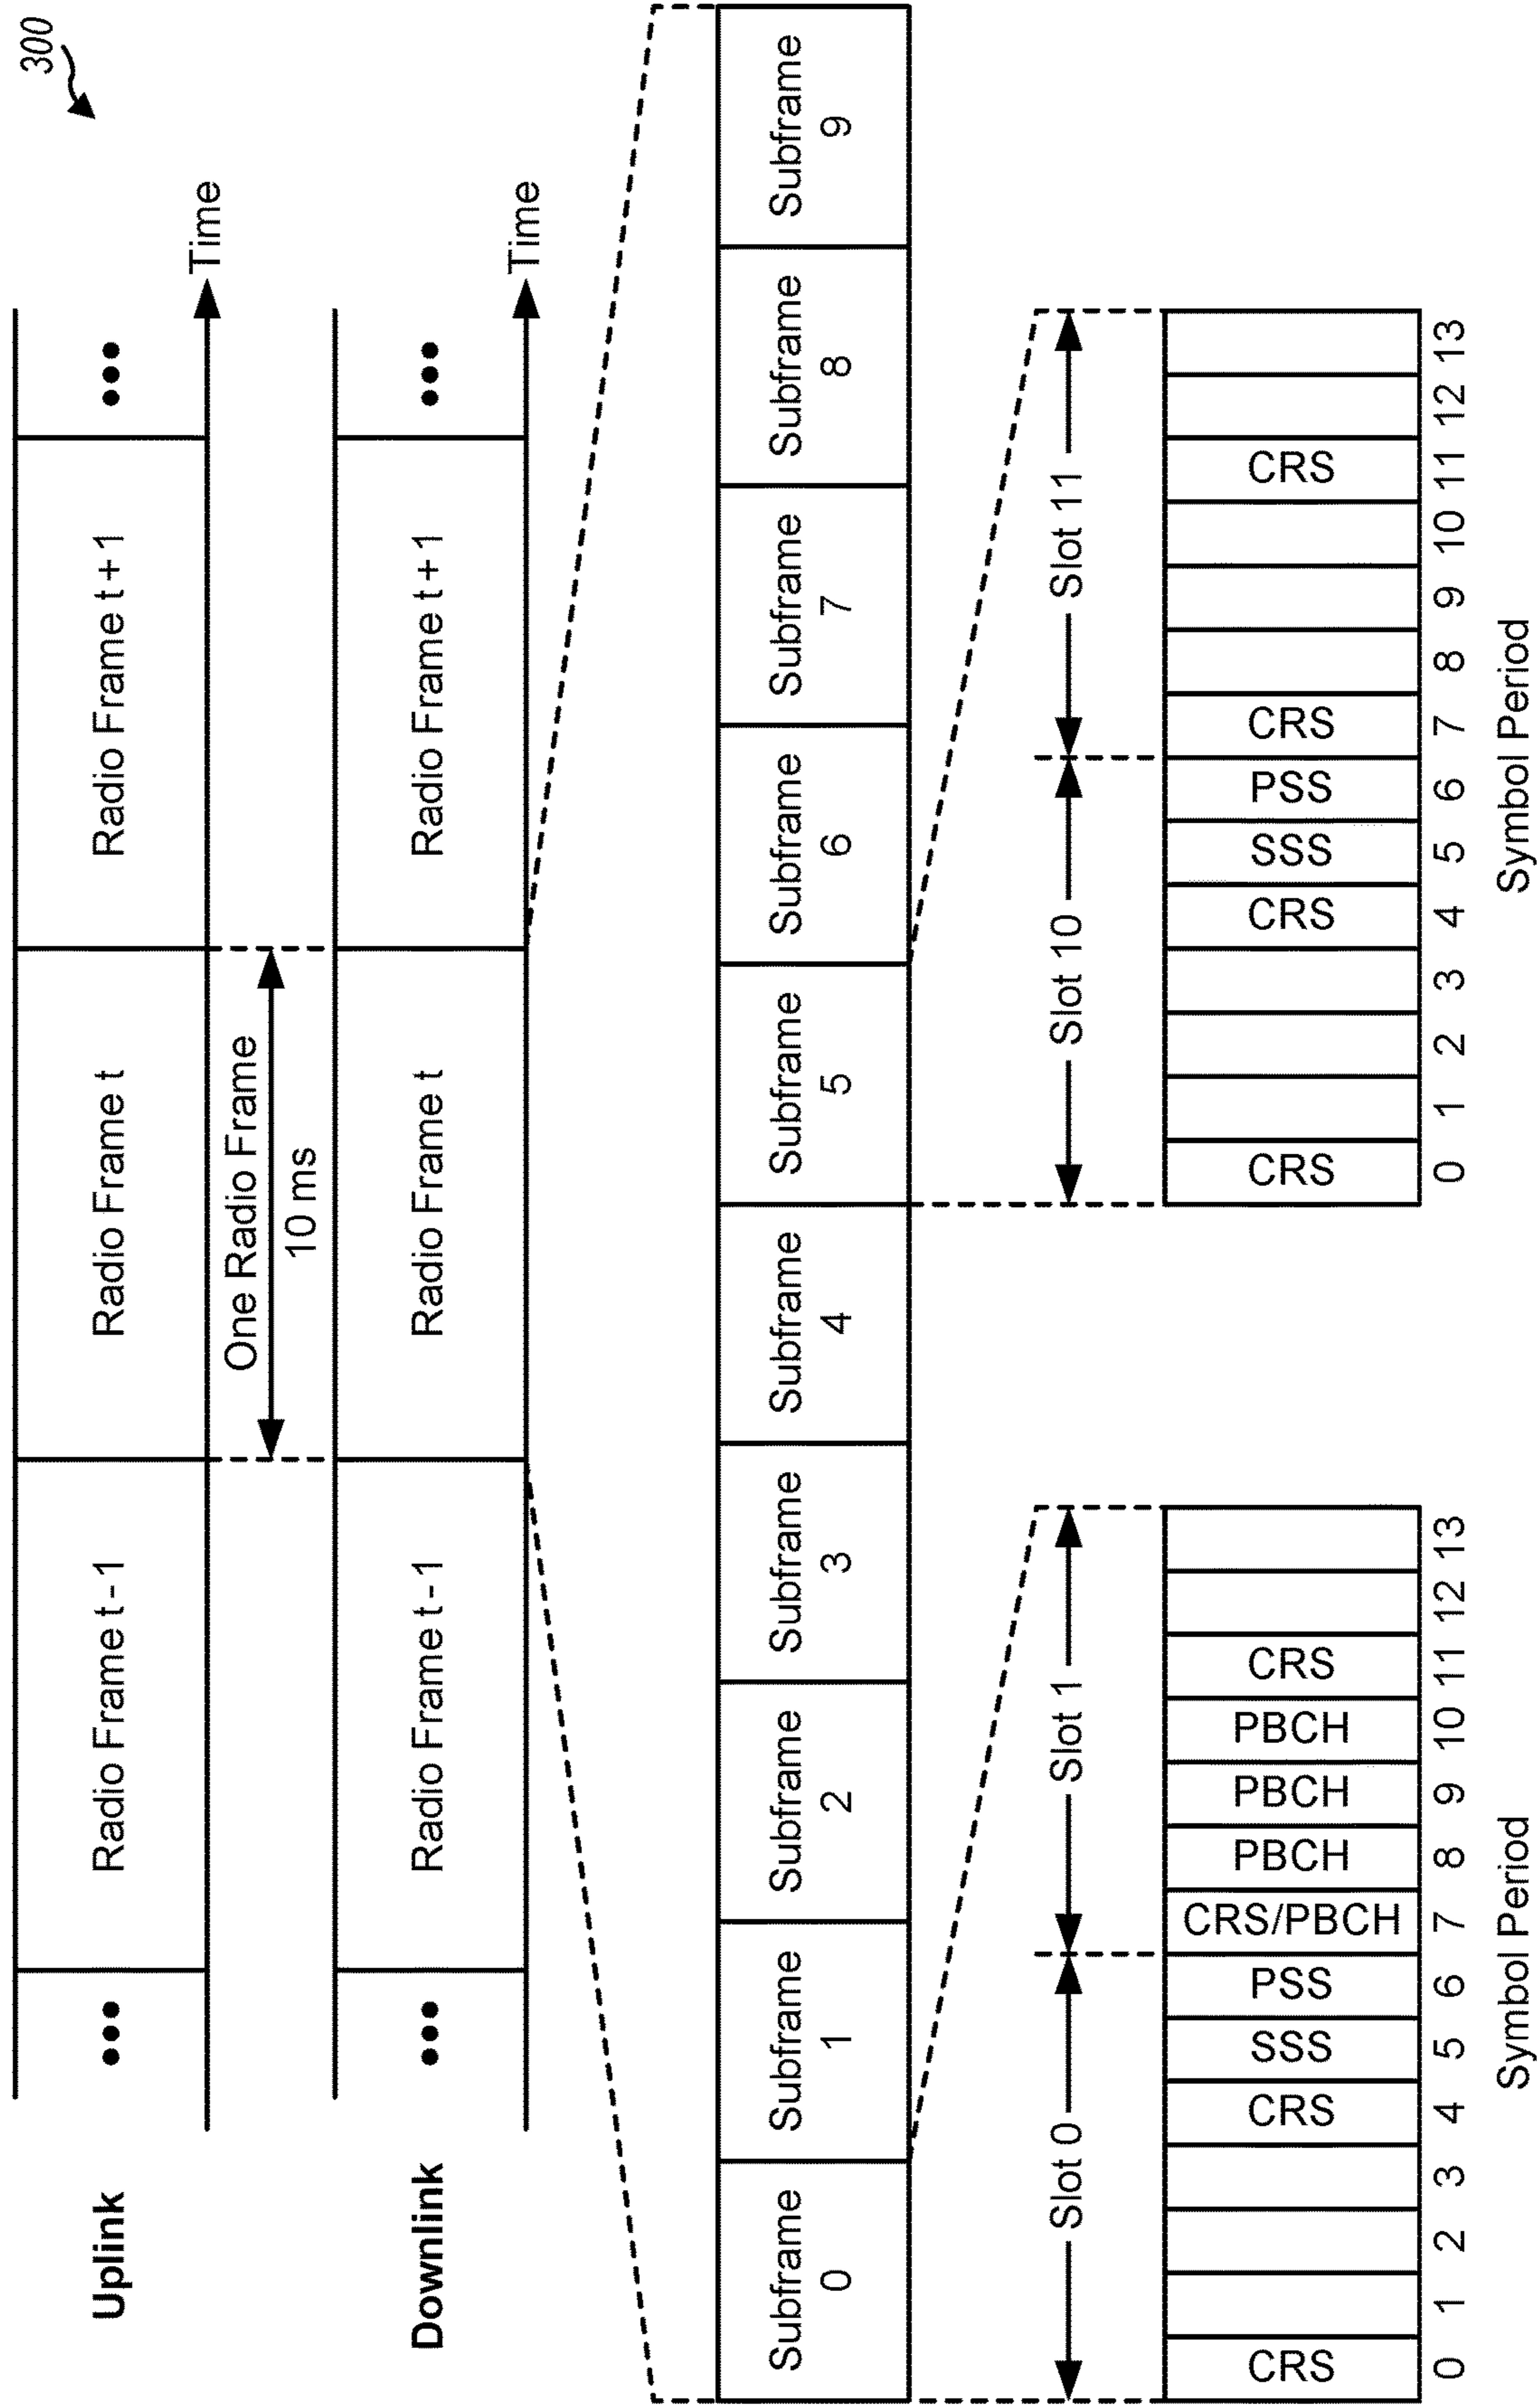 300
Uplink
•••
Radio Frame t-1
Radio Frame t
Radio Frame t+1
•••
Time
One Radio Frame
10 ms
Downlink
•••
Radio Frame t-1
Radio Frame t
Radio Frame t+1
•••
Time
Subframe
0
Subframe
1
Subframe
2
Subframe
3
Subframe
4
Subframe
5
Subframe
6
Subframe
7
Subframe
8
Subframe
9
Slot 0
Slot 1
CRS
CRS
SSS
PSS
CRS/PBCH
PBCH
PBCH
PBCH
CRS
0 1 2 3 4 5 6 7 8 9 10 11 12 13
Symbol Period
Slot 10
Slot 11
CRS
CRS
SSS
PSS
CRS
CRS
0 1 2 3 4 5 6 7 8 9 10 11 12 13
Symbol Period